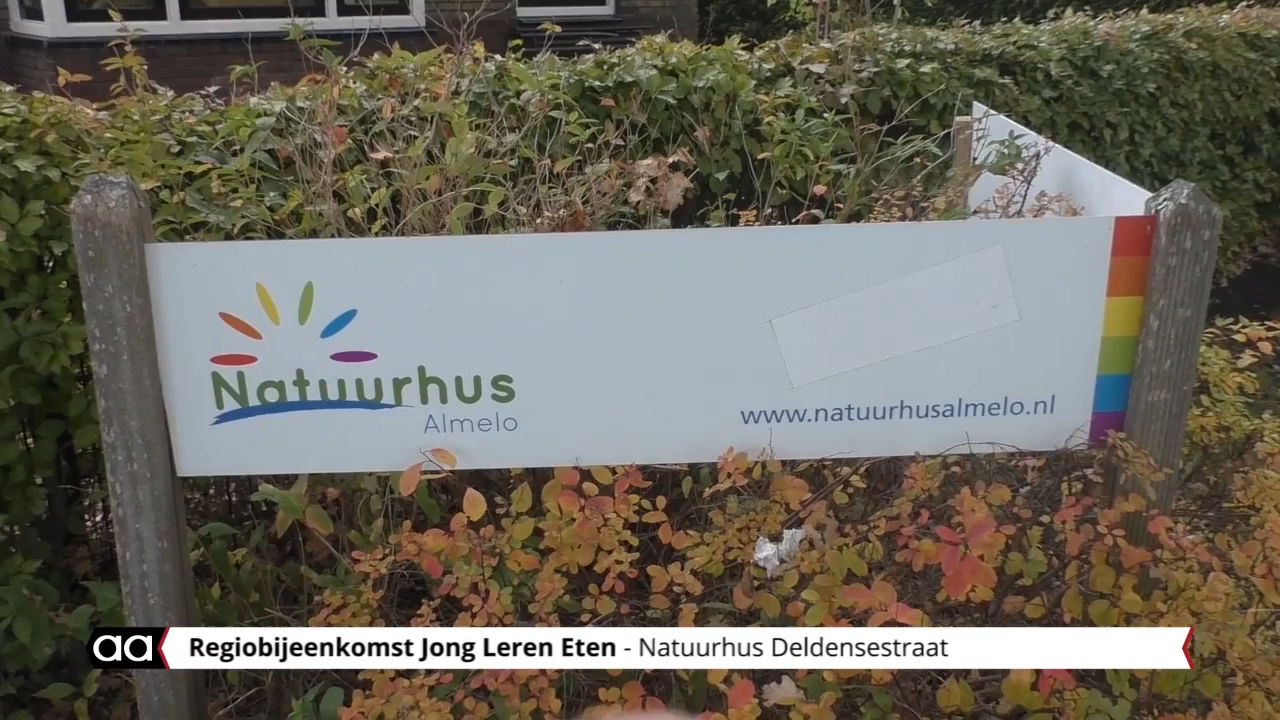 Natuurhus
Almelo
www.natuurhusalmelo.nl
aa
Regiobijeenkomst Jong Leren Eten - Natuurhus Deldensestraat